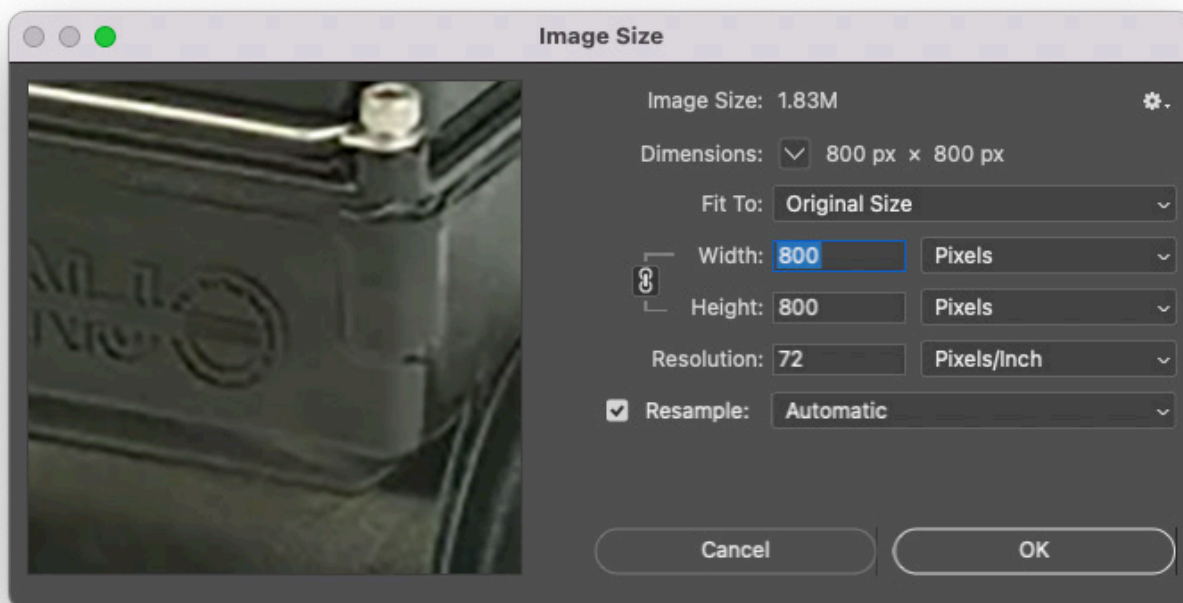 Image Size
Image Size: 1.83M
Dimensions: 800 px × 800 px
Fit To: Original Size
Width: 800 Pixels
Height: 800 Pixels
Resolution: 72 Pixels/Inch
Resample: Automatic
Cancel OK